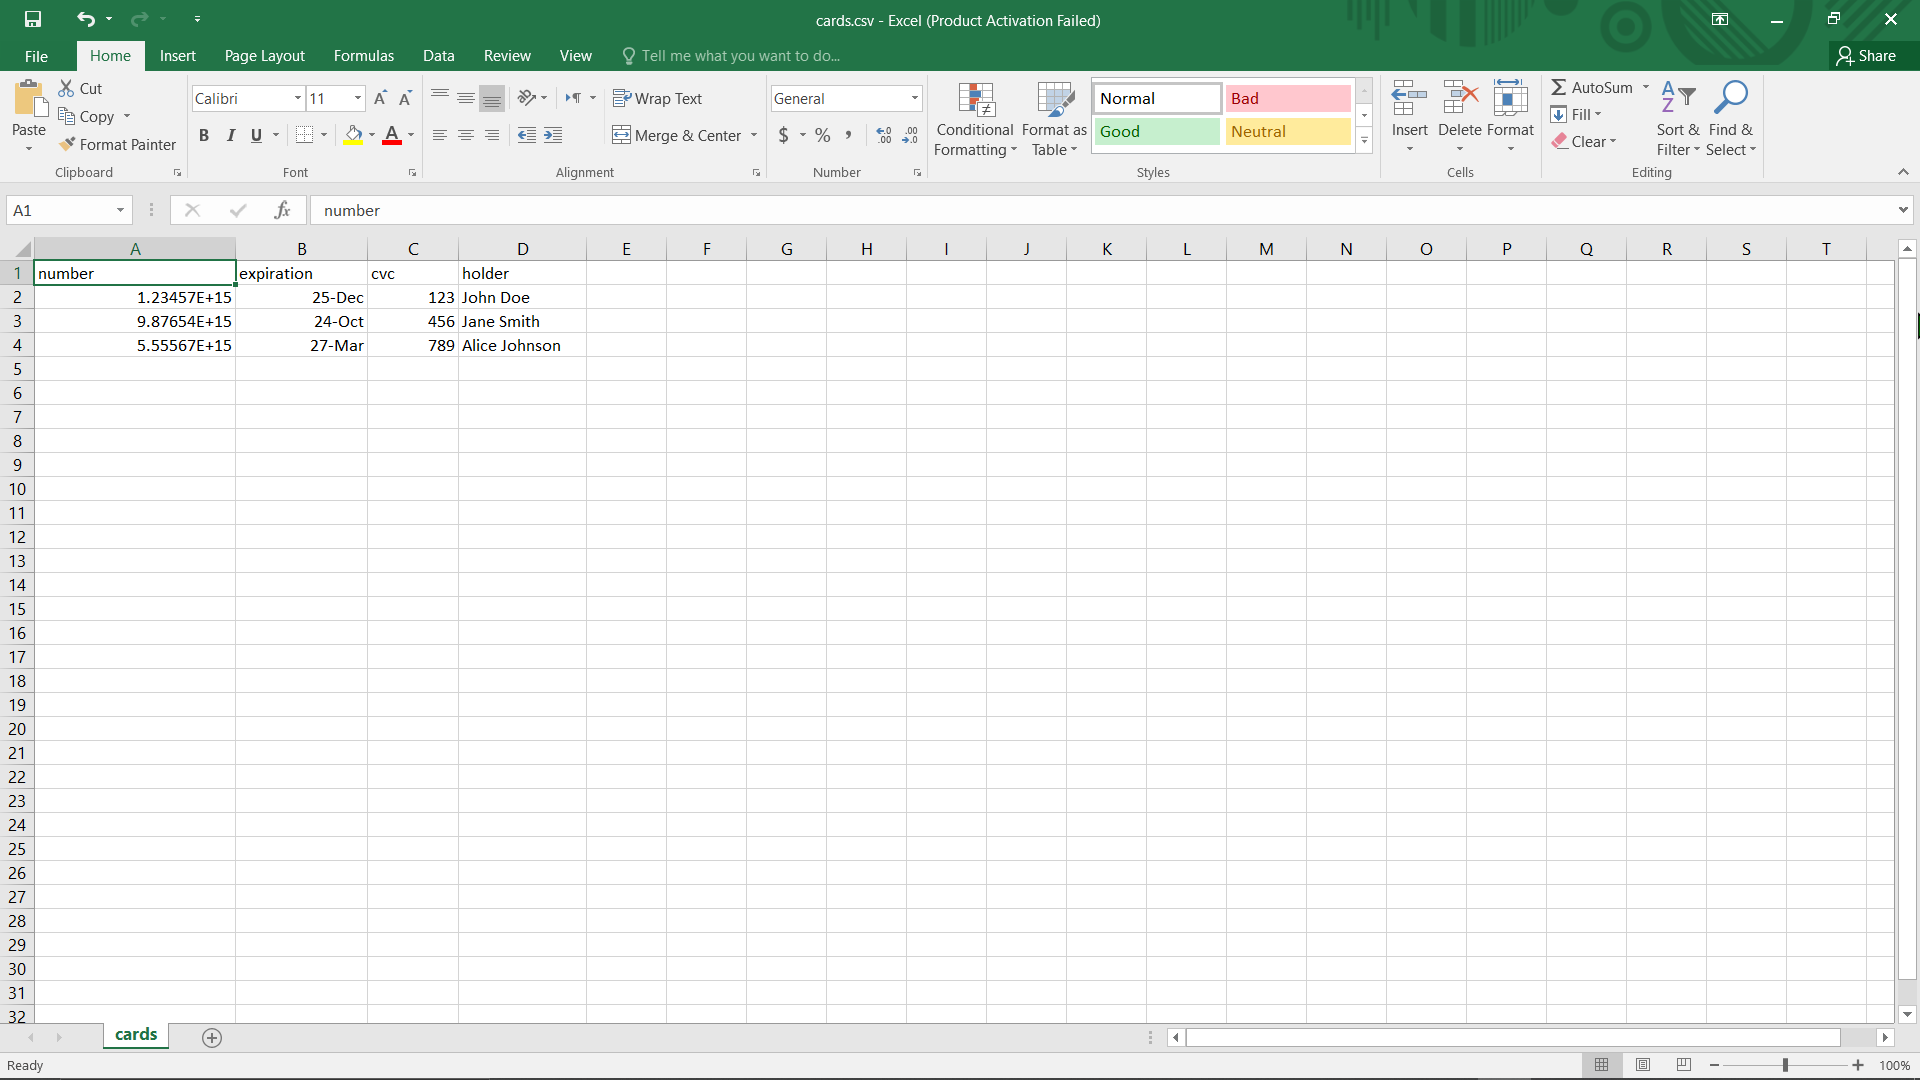 cards.csv - Excel (Product Activation Failed)
File Home Insert Page Layout Formulas Data Review View Tell me what you want to do... Share
Paste Cut Copy Format Painter Clipboard
Calibri 11 B I U A Font
Wrap Text Merge & Center Alignment
General $ % , Number
Conditional Formatting Format as Table Normal Bad Good Neutral Styles
Insert Delete Format Cells
AutoSum Fill Clear Sort & Filter Find & Select Editing
A1 fx number
A B C D E F G H I J K L M N O P Q R S T
1 number expiration cvc holder
2 1.23457E+15 25-Dec 123 John Doe
3 9.87654E+15 24-Oct 456 Jane Smith
4 5.55567E+15 27-Mar 789 Alice Johnson
5
6
7
8
9
10
11
12
13
14
15
16
17
18
19
20
21
22
23
24
25
26
27
28
29
30
31
32
cards
Ready 100%